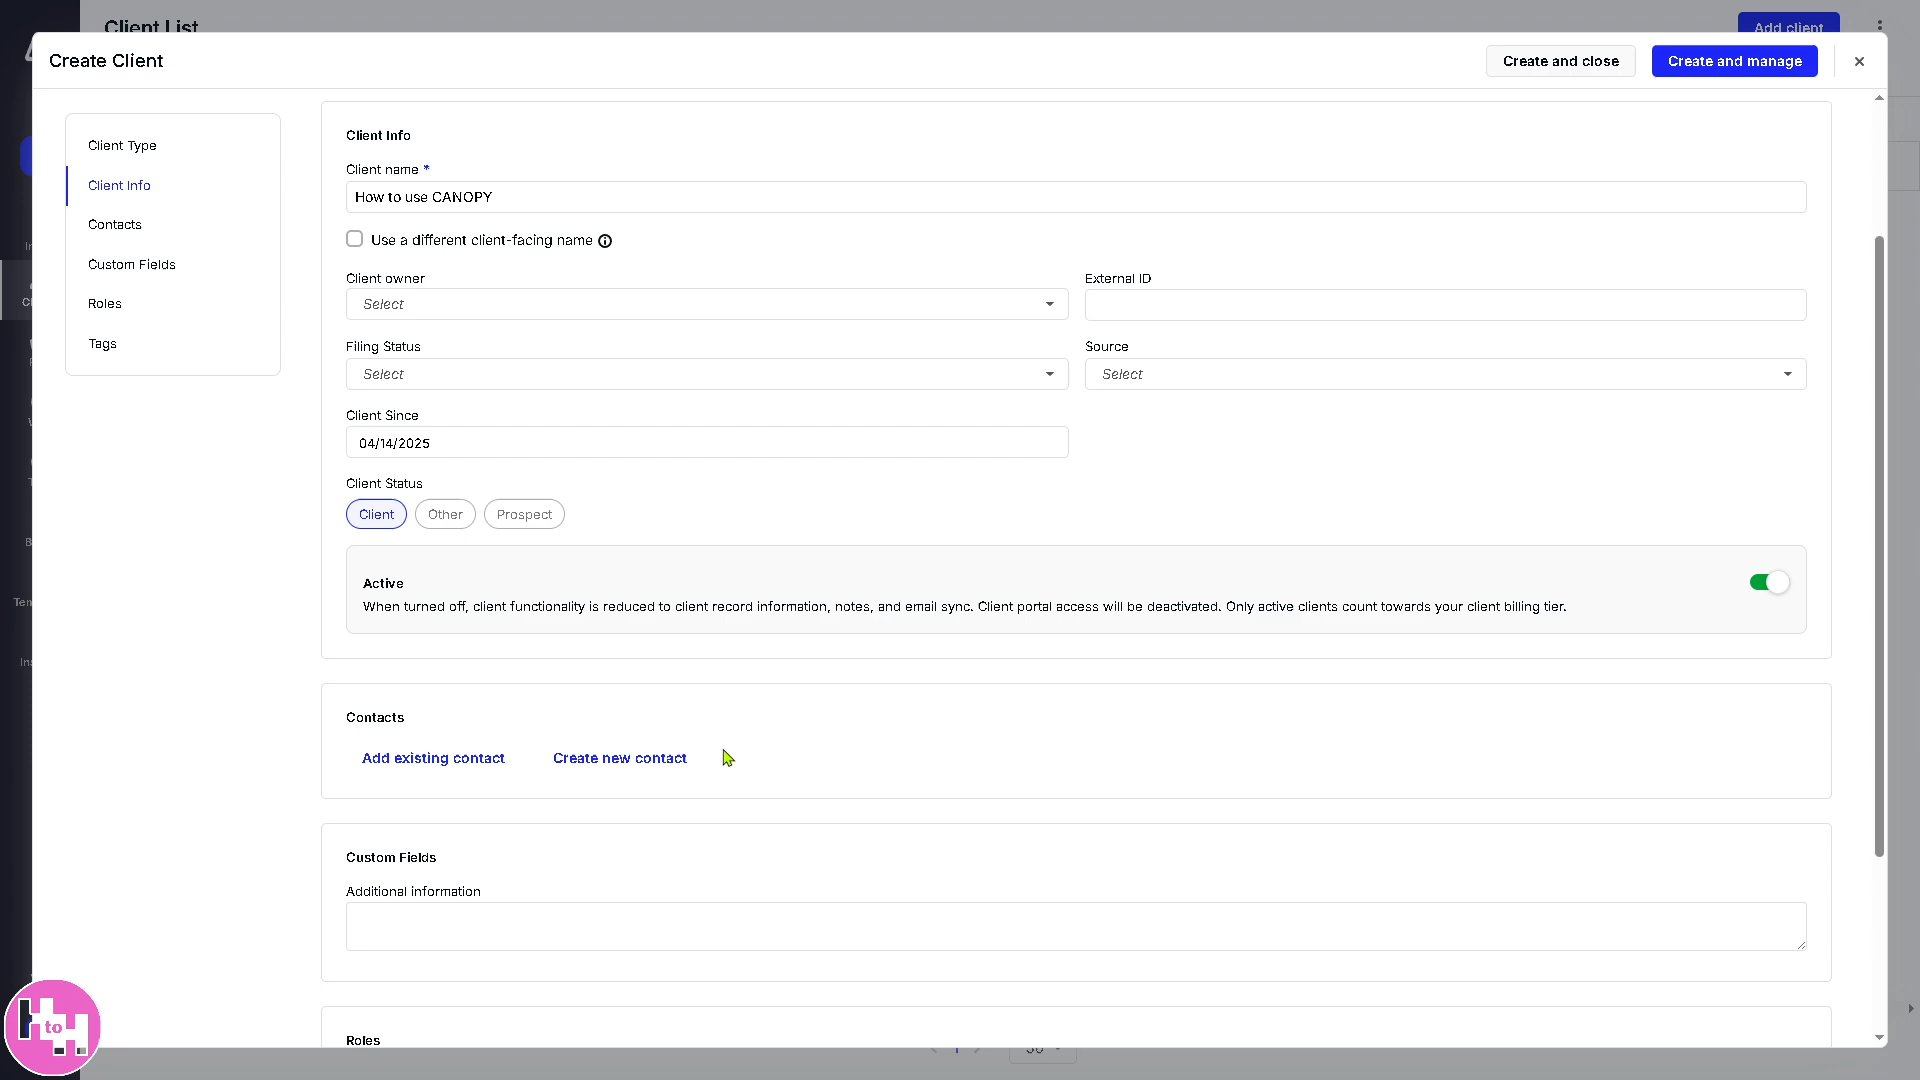 Client List
Add client
Create Client
Create and close
Create and manage
Client Type
Client Info
Contacts
Custom Fields
Roles
Tags
Client Info
Client name *
How to use CANOPY
Use a different client-facing name
Client owner
External ID
Select
Filing Status
Source
Select
Select
Client Since
04/14/2025
Client Status
Client
Other
Prospect
Active
When turned off, client functionality is reduced to client record information, notes, and email sync. Client portal access will be deactivated. Only active clients count towards your client billing tier.
Contacts
Add existing contact
Create new contact
Custom Fields
Additional information
Roles
H to H
1